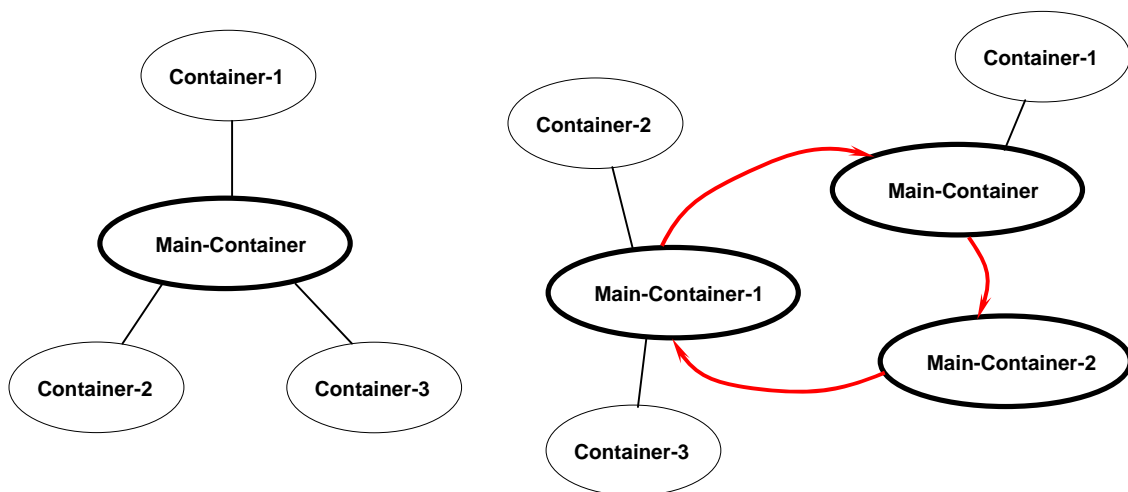 Container-1
Main-Container
Container-2
Container-3
Container-1
Container-2
Main-Container
Main-Container-1
Main-Container-2
Container-3